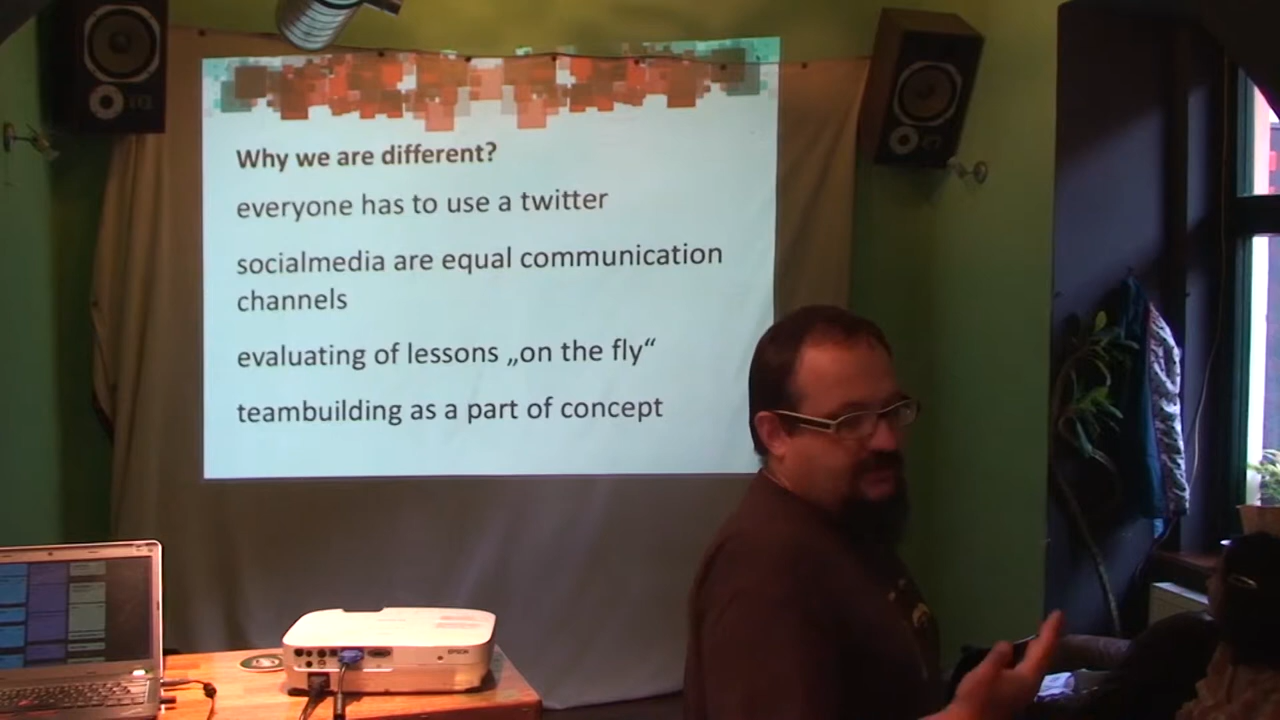 Why we are different?
everyone has to use a twitter
socialmedia are equal communication
channels
evaluating of lessons „on the fly“
teambuilding as a part of concept
EPSON